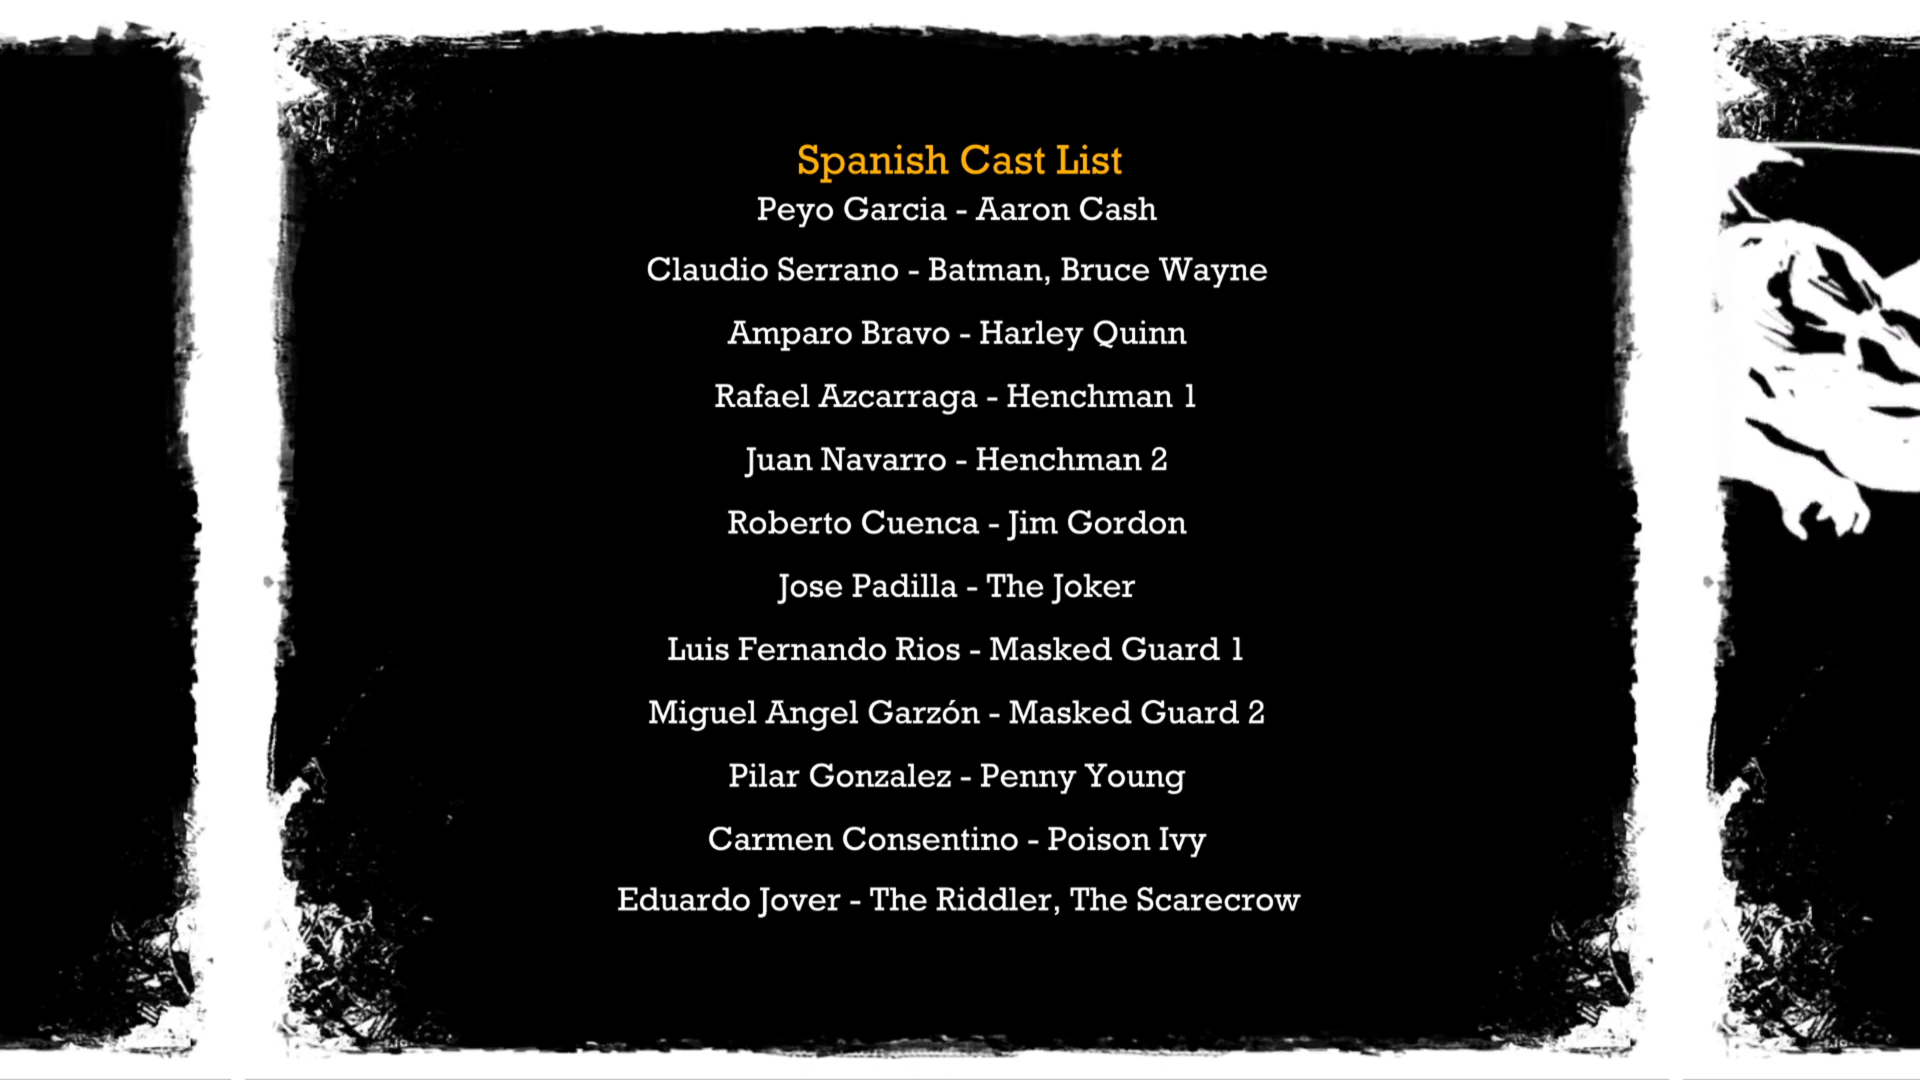 Spanish Cast List
Peyo Garcia - Aaron Cash
Claudio Serrano - Batman, Bruce Wayne
Amparo Bravo - Harley Quinn
Rafael Azcarraga - Henchman 1
Juan Navarro - Henchman 2
Roberto Cuenca - Jim Gordon
Jose Padilla - The Joker
Luis Fernando Rios - Masked Guard 1
Miguel Angel Garzón - Masked Guard 2
Pilar Gonzalez - Penny Young
Carmen Consentino - Poison Ivy
Eduardo Jover - The Riddler, The Scarecrow